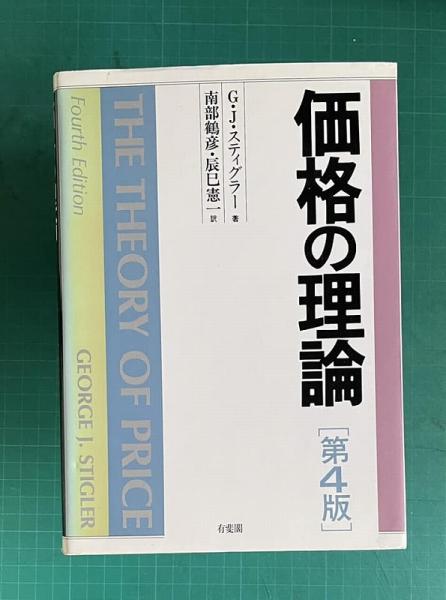 価格の理論
[第4版]
G・J・スティグラー 著
南部鶴彦・辰巳憲一 訳
有斐閣
THE THEORY OF PRICE
Fourth Edition
GEORGE J. STIGLER